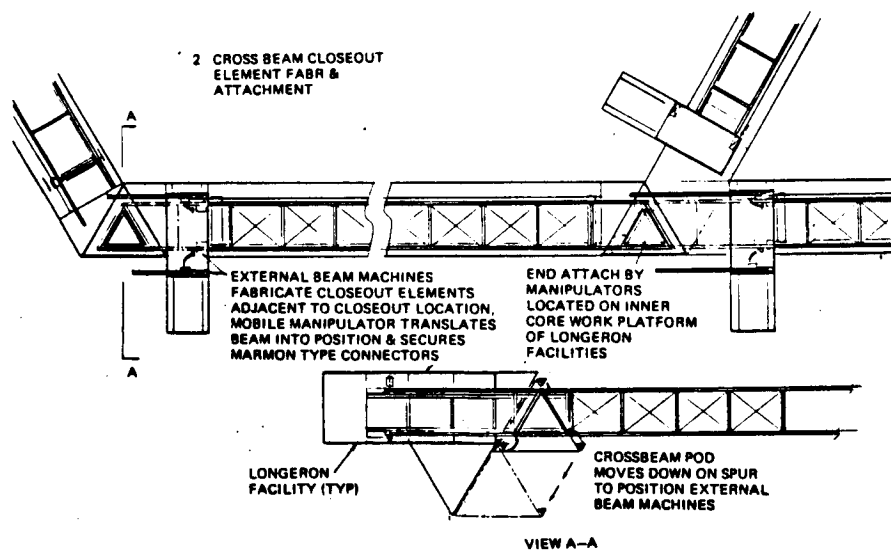 2 CROSS BEAM CLOSEOUT
ELEMENT FABR &
ATTACHMENT
A
A
EXTERNAL BEAM MACHINES
FABRICATE CLOSEOUT ELEMENTS
ADJACENT TO CLOSEOUT LOCATION,
MOBILE MANIPULATOR TRANSLATES
BEAM INTO POSITION & SECURES
MARMON TYPE CONNECTORS
END ATTACH BY
MANIPULATORS
LOCATED ON INNER
CORE WORK PLATFORM
OF LONGERON
FACILITIES
LONGERON
FACILITY (TYP)
CROSSBEAM POD
MOVES DOWN ON SPUR
TO POSITION EXTERNAL
BEAM MACHINES
VIEW A–A